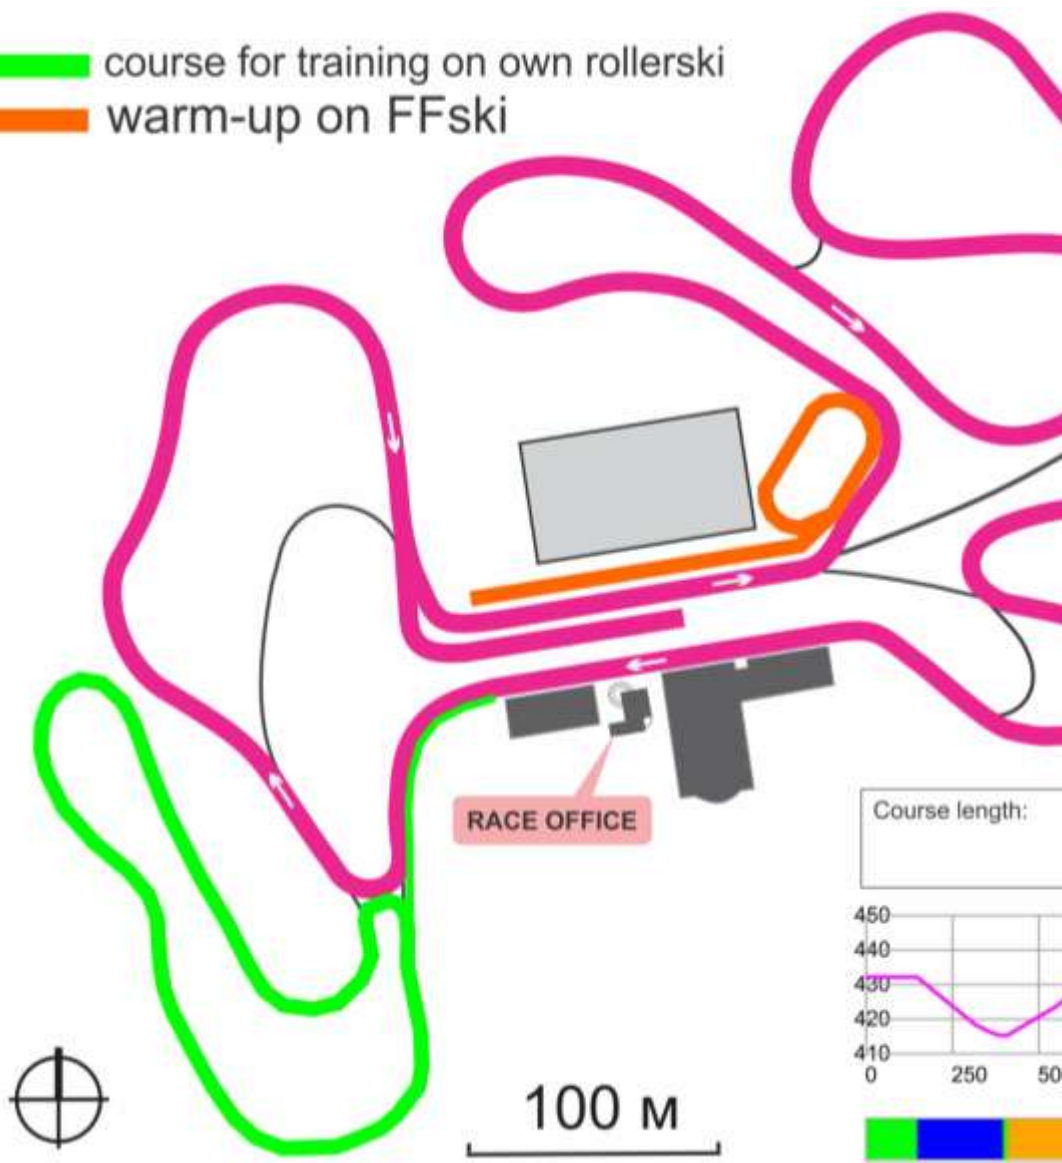 course for training on own rollerski
warm-up on FFski
RACE OFFICE
Course length:
450
440
430
420
410
0 250 50
100 м